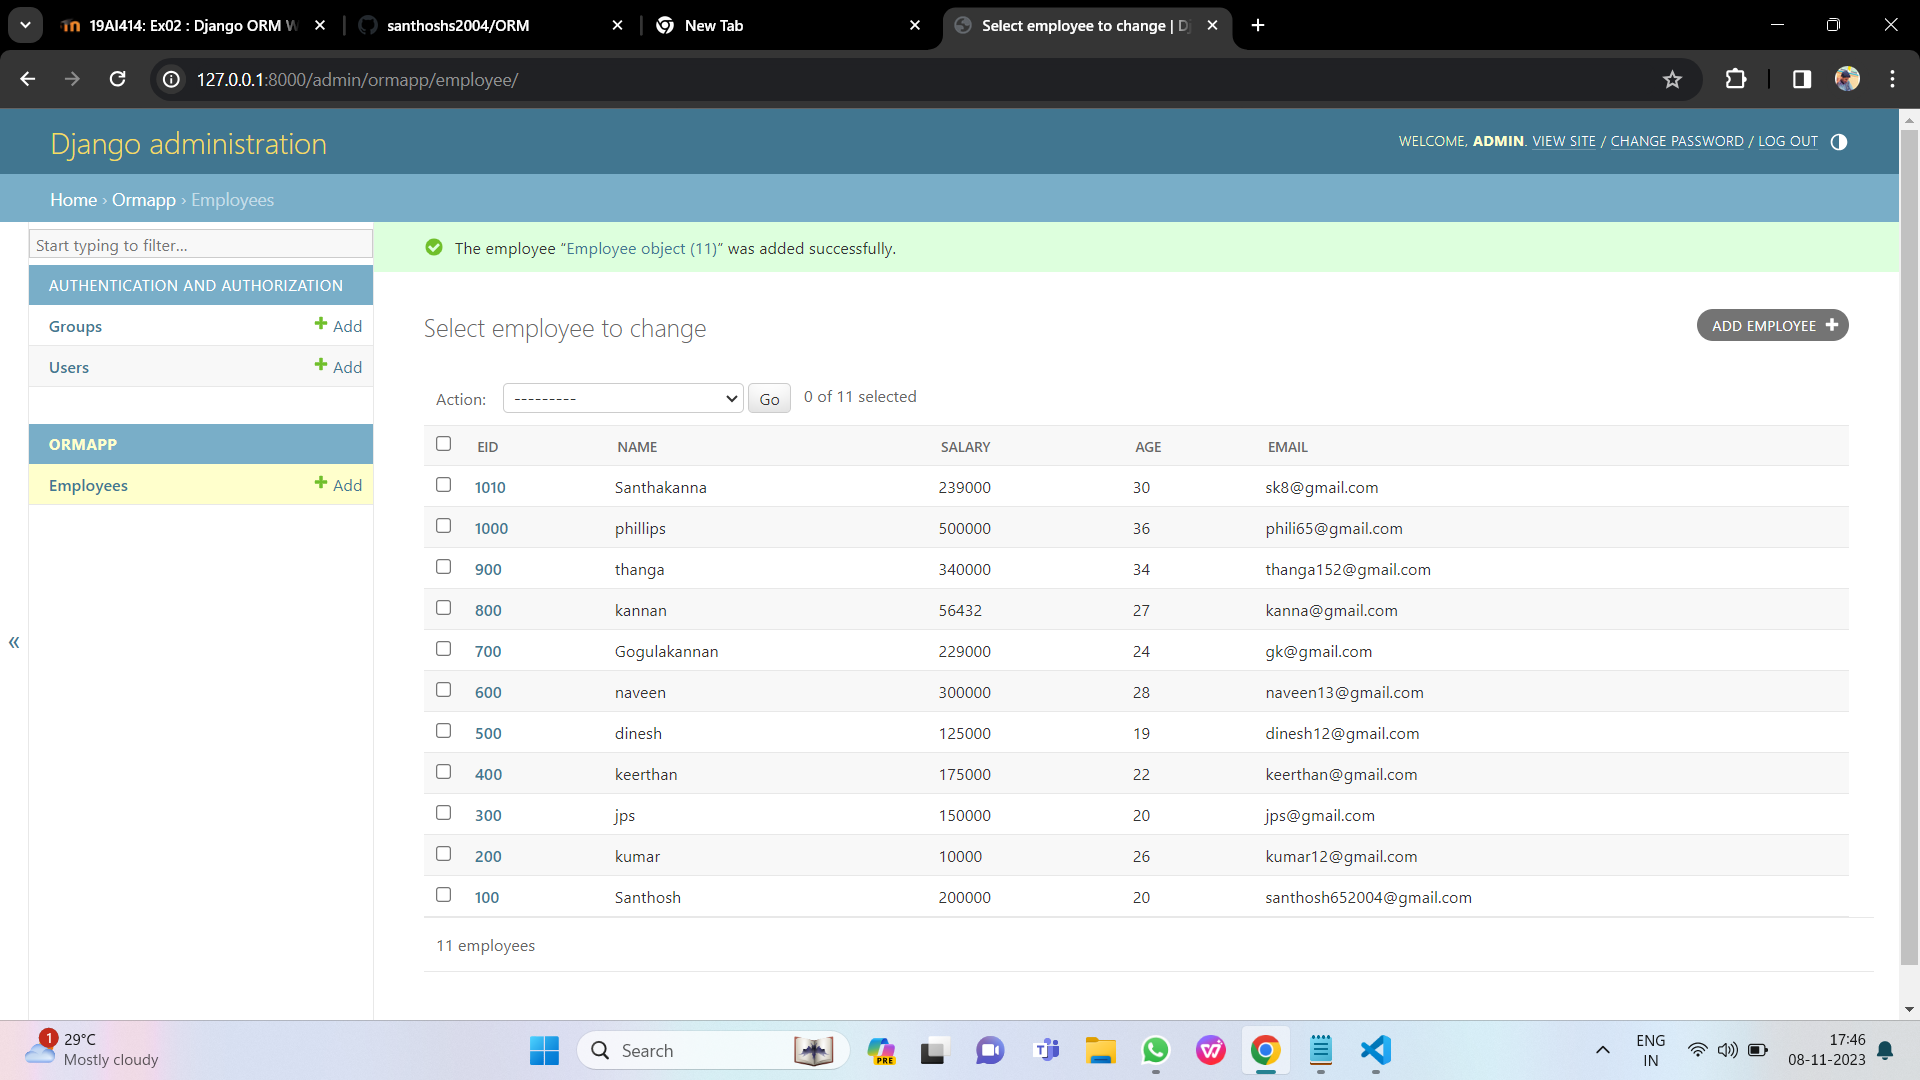 19AI414: Ex02 : Django ORM W
santhoshs2004/ORM
New Tab
Select employee to change | Dj
127.0.0.1:8000/admin/ormapp/employee/
Django administration
WELCOME, ADMIN. VIEW SITE / CHANGE PASSWORD / LOG OUT
Home › Ormapp › Employees
Start typing to filter...
The employee “Employee object (11)” was added successfully.
AUTHENTICATION AND AUTHORIZATION
Groups Add
Users Add
ORMAPP
Employees Add
Select employee to change
ADD EMPLOYEE
Action: --------- Go 0 of 11 selected
EID NAME SALARY AGE EMAIL
1010 Santhakanna 239000 30 sk8@gmail.com
1000 phillips 500000 36 phili65@gmail.com
900 thanga 340000 34 thanga152@gmail.com
800 kannan 56432 27 kanna@gmail.com
700 Gogulakannan 229000 24 gk@gmail.com
600 naveen 300000 28 naveen13@gmail.com
500 dinesh 125000 19 dinesh12@gmail.com
400 keerthan 175000 22 keerthan@gmail.com
300 jps 150000 20 jps@gmail.com
200 kumar 10000 26 kumar12@gmail.com
100 Santhosh 200000 20 santhosh652004@gmail.com
11 employees
«
1
29°C
Mostly cloudy
Search
PRE
ENG
IN
17:46
08-11-2023